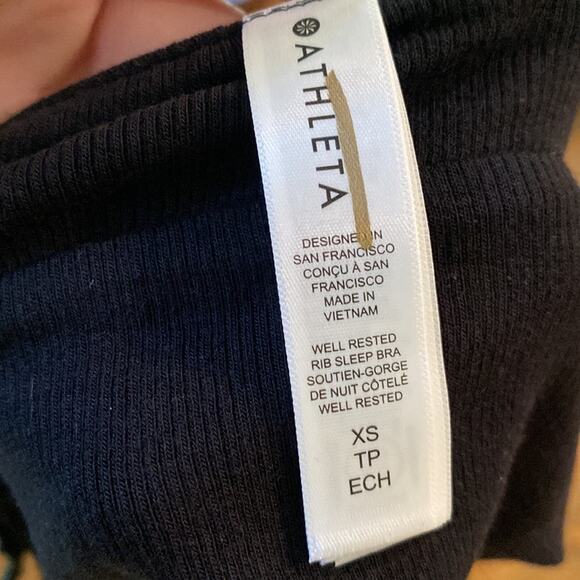 ATHLETA
DESIGNED IN
SAN FRANCISCO
CONÇU À SAN
FRANCISCO
MADE IN
VIETNAM
WELL RESTED
RIB SLEEP BRA
SOUTIEN-GORGE
DE NUIT CÔTELÉ
WELL RESTED
XS
TP
ECH